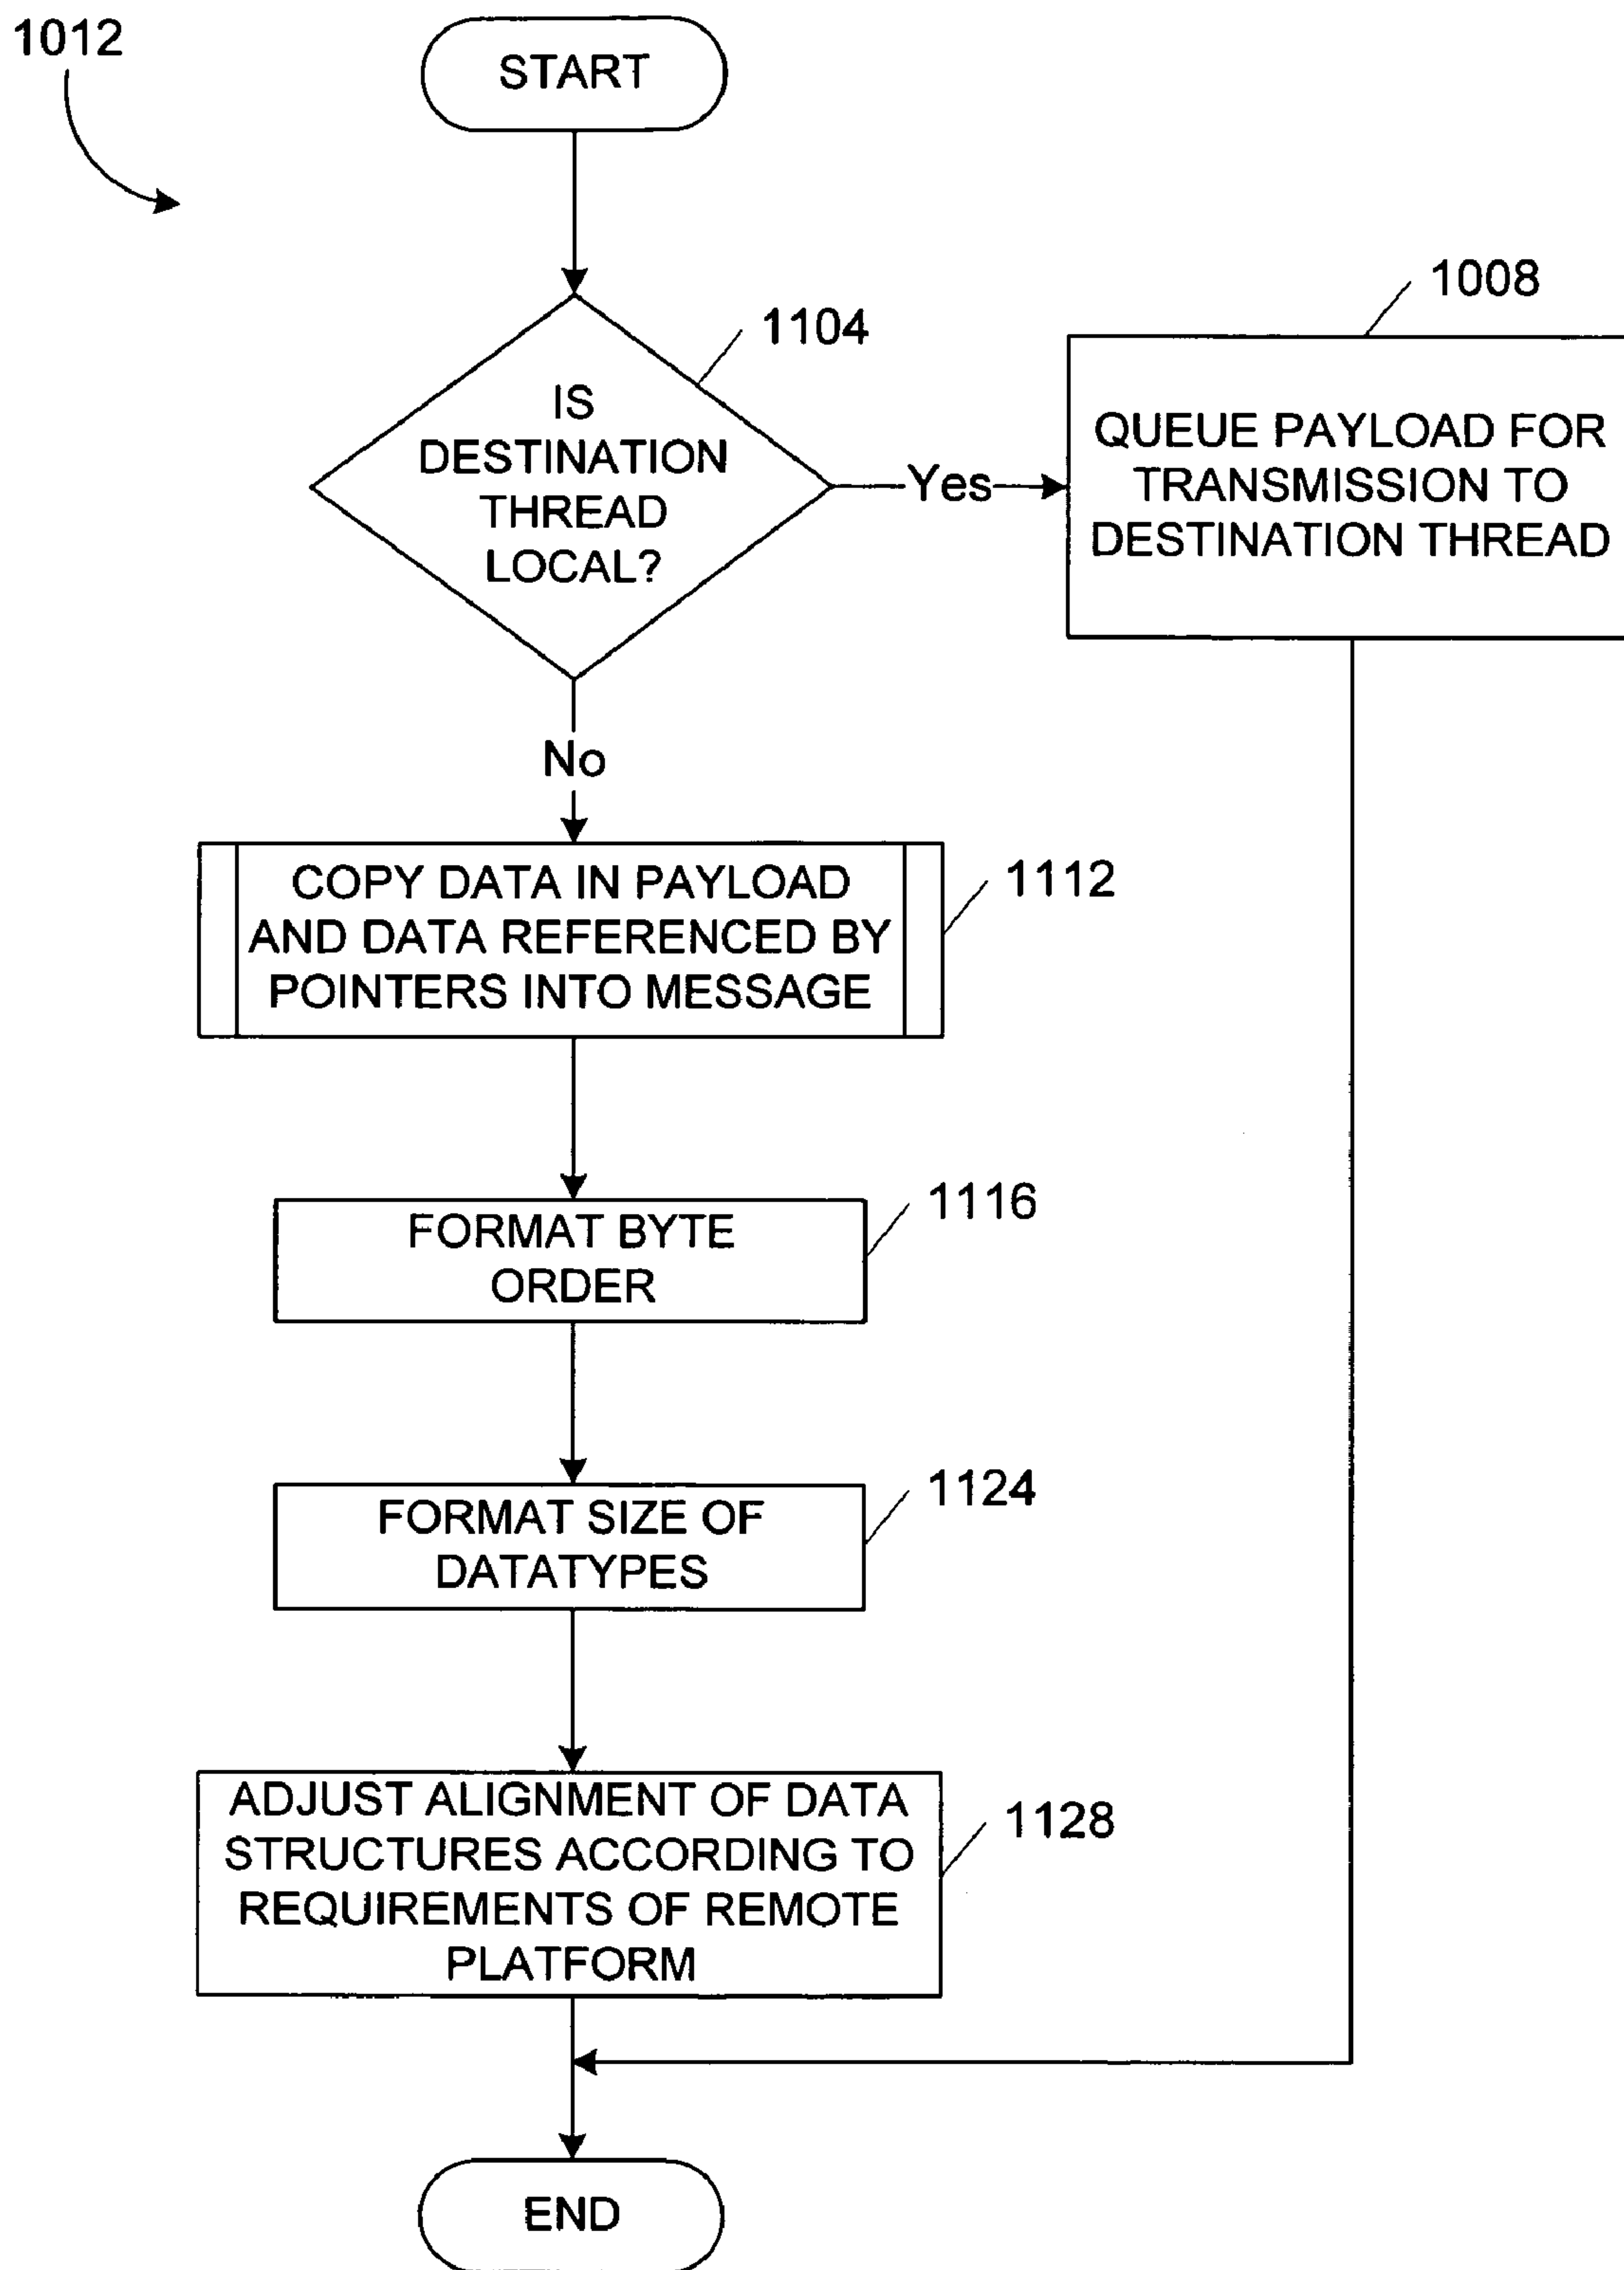 1012
START
1104
IS
DESTINATION
THREAD
LOCAL?
Yes
1008
QUEUE PAYLOAD FOR
TRANSMISSION TO
DESTINATION THREAD
No
COPY DATA IN PAYLOAD
AND DATA REFERENCED BY
POINTERS INTO MESSAGE
1112
FORMAT BYTE
ORDER
1116
FORMAT SIZE OF
DATATYPES
1124
ADJUST ALIGNMENT OF DATA
STRUCTURES ACCORDING TO
REQUIREMENTS OF REMOTE
PLATFORM
1128
END